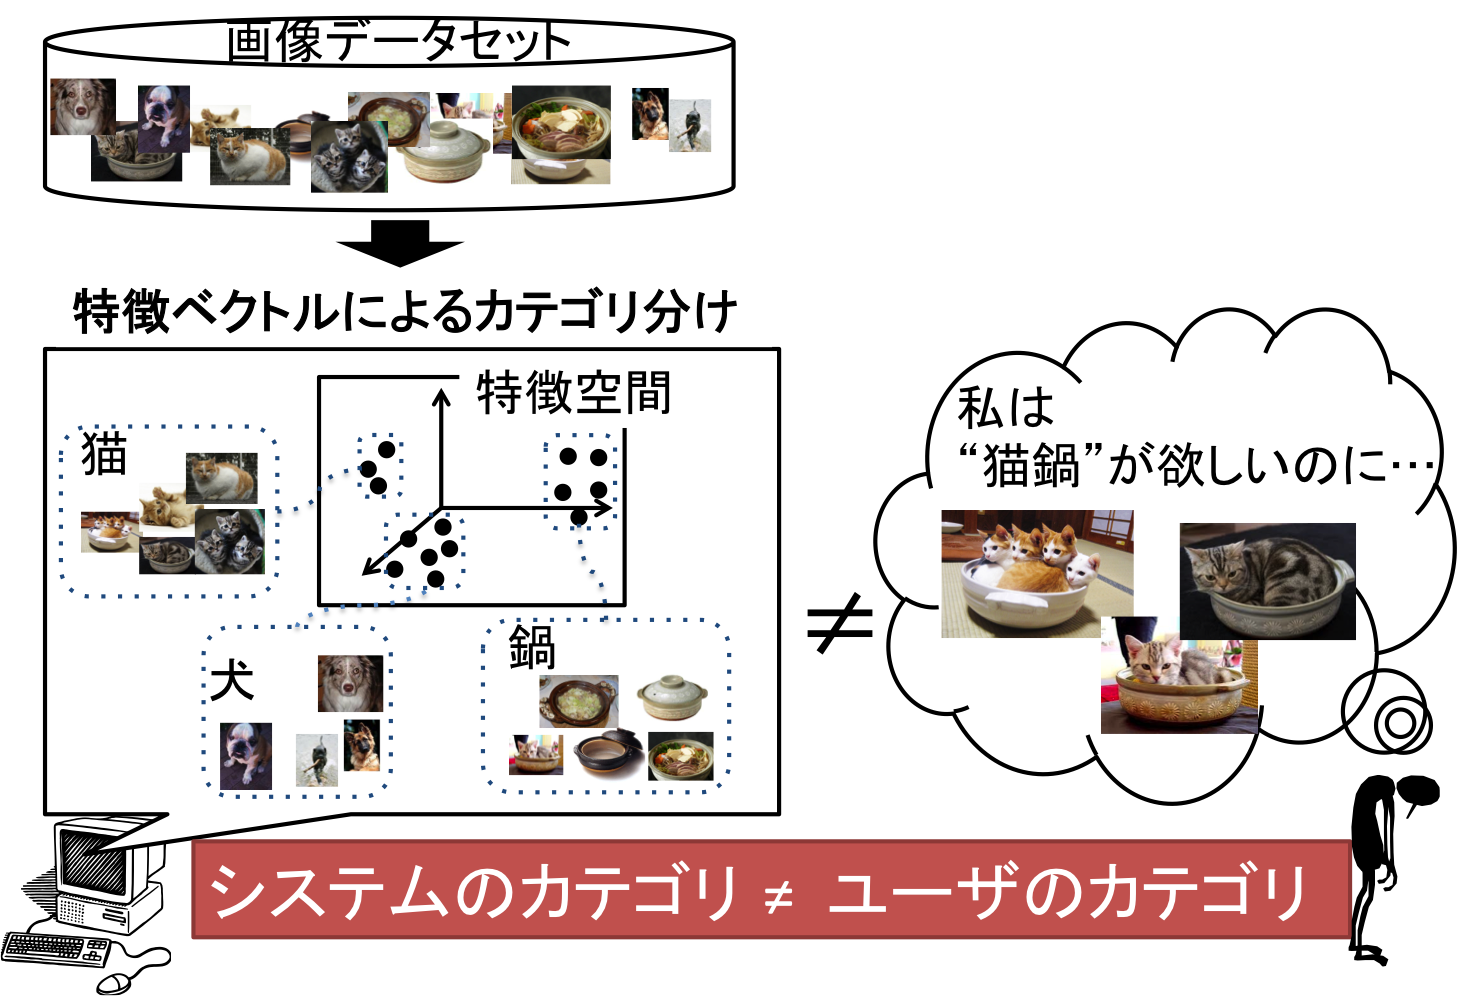 画像データセット
特徴ベクトルによるカテゴリ分け
特徴空間
猫
犬
鍋
私は
“猫鍋”が欲しいのに…
≠
システムのカテゴリ ≠ ユーザのカテゴリ